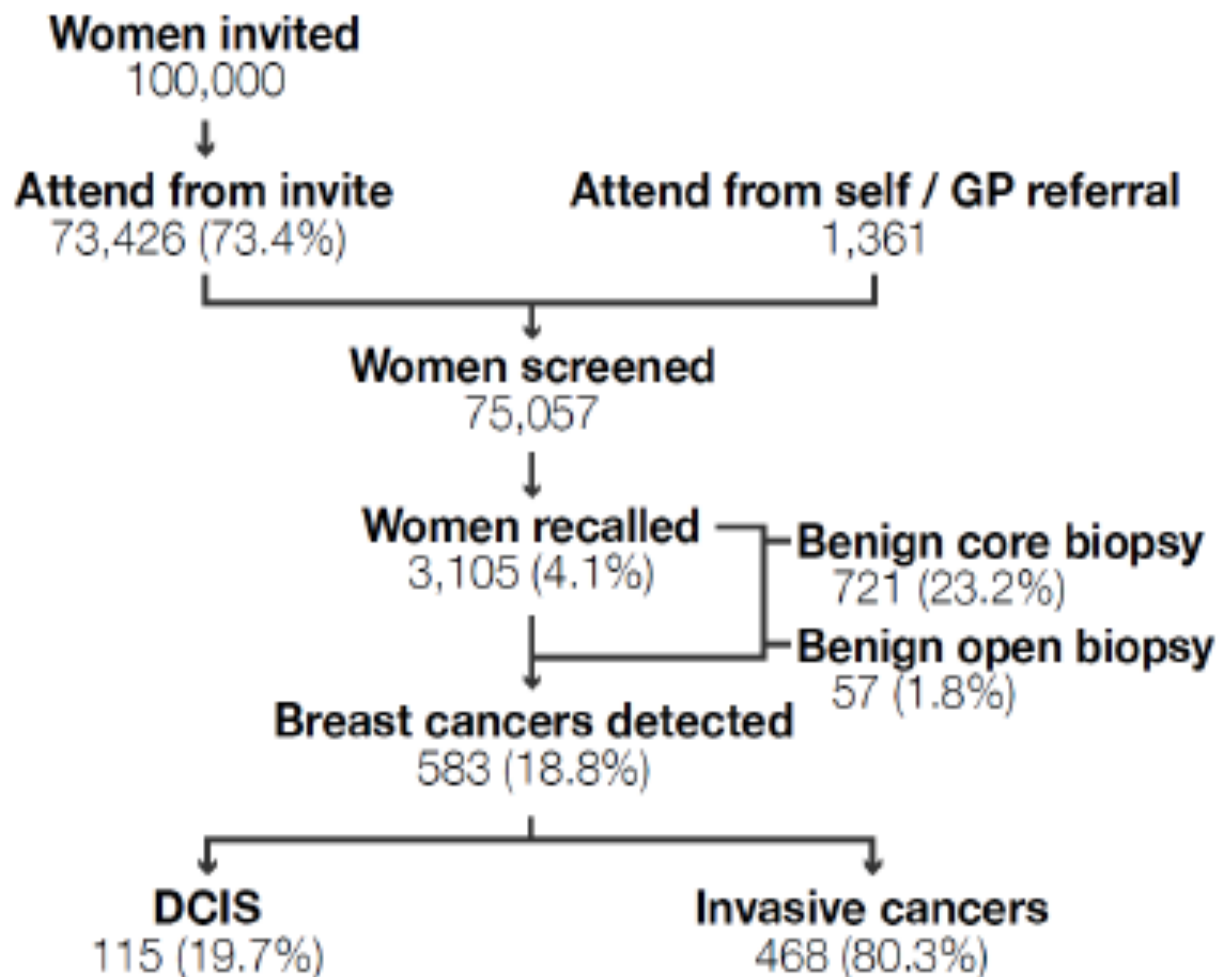 Women invited
100,000
Attend from invite
73,426 (73.4%)
Attend from self / GP referral
1,361
Women screened
75,057
Women recalled
3,105 (4.1%)
Benign core biopsy
721 (23.2%)
Benign open biopsy
57 (1.8%)
Breast cancers detected
583 (18.8%)
DCIS
115 (19.7%)
Invasive cancers
468 (80.3%)